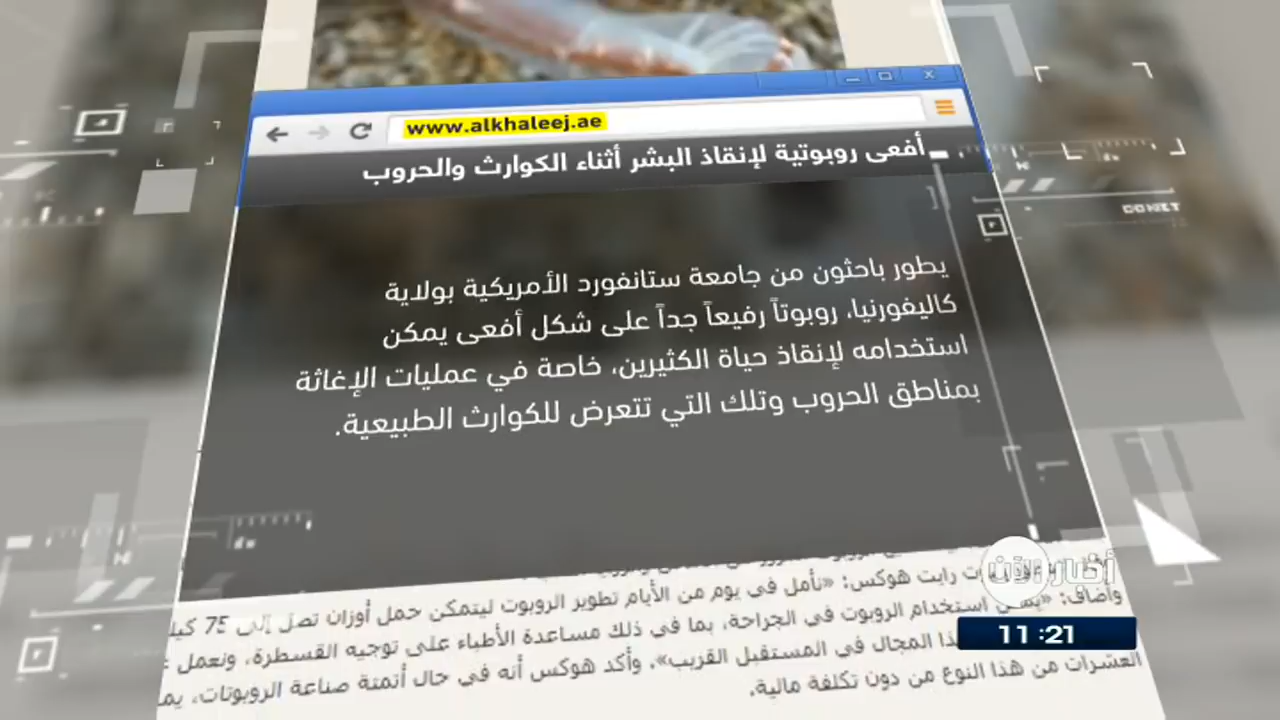 www.alkhaleej.ae
أفعى روبوتية لإنقاذ البشر أثناء الكوارث والحروب
يطور باحثون من جامعة ستانفورد الأمريكية بولاية
كاليفورنيا، روبوتاً رفيعاً جداً على شكل أفعى يمكن
استخدامه لإنقاذ حياة الكثيرين، خاصة في عمليات الإغاثة
بمناطق الحروب وتلك التي تتعرض للكوارث الطبيعية.
رايت هوكس: «نأمل في يوم من الأيام تطوير الروبوت ليتمكن حمل أوزان تصل إلى 75
وأضاف: استخدام الروبوت في الجراحة، بما في ذلك مساعدة الأطباء على توجيه القسطرة، ونعمل
المجال في المستقبل القريب». وأكد هوكس أنه في حال أتمتة صناعة الروبوتات،
العشرات من هذا النوع من دون تكلفة مالية.
أخبار الآن
11:21